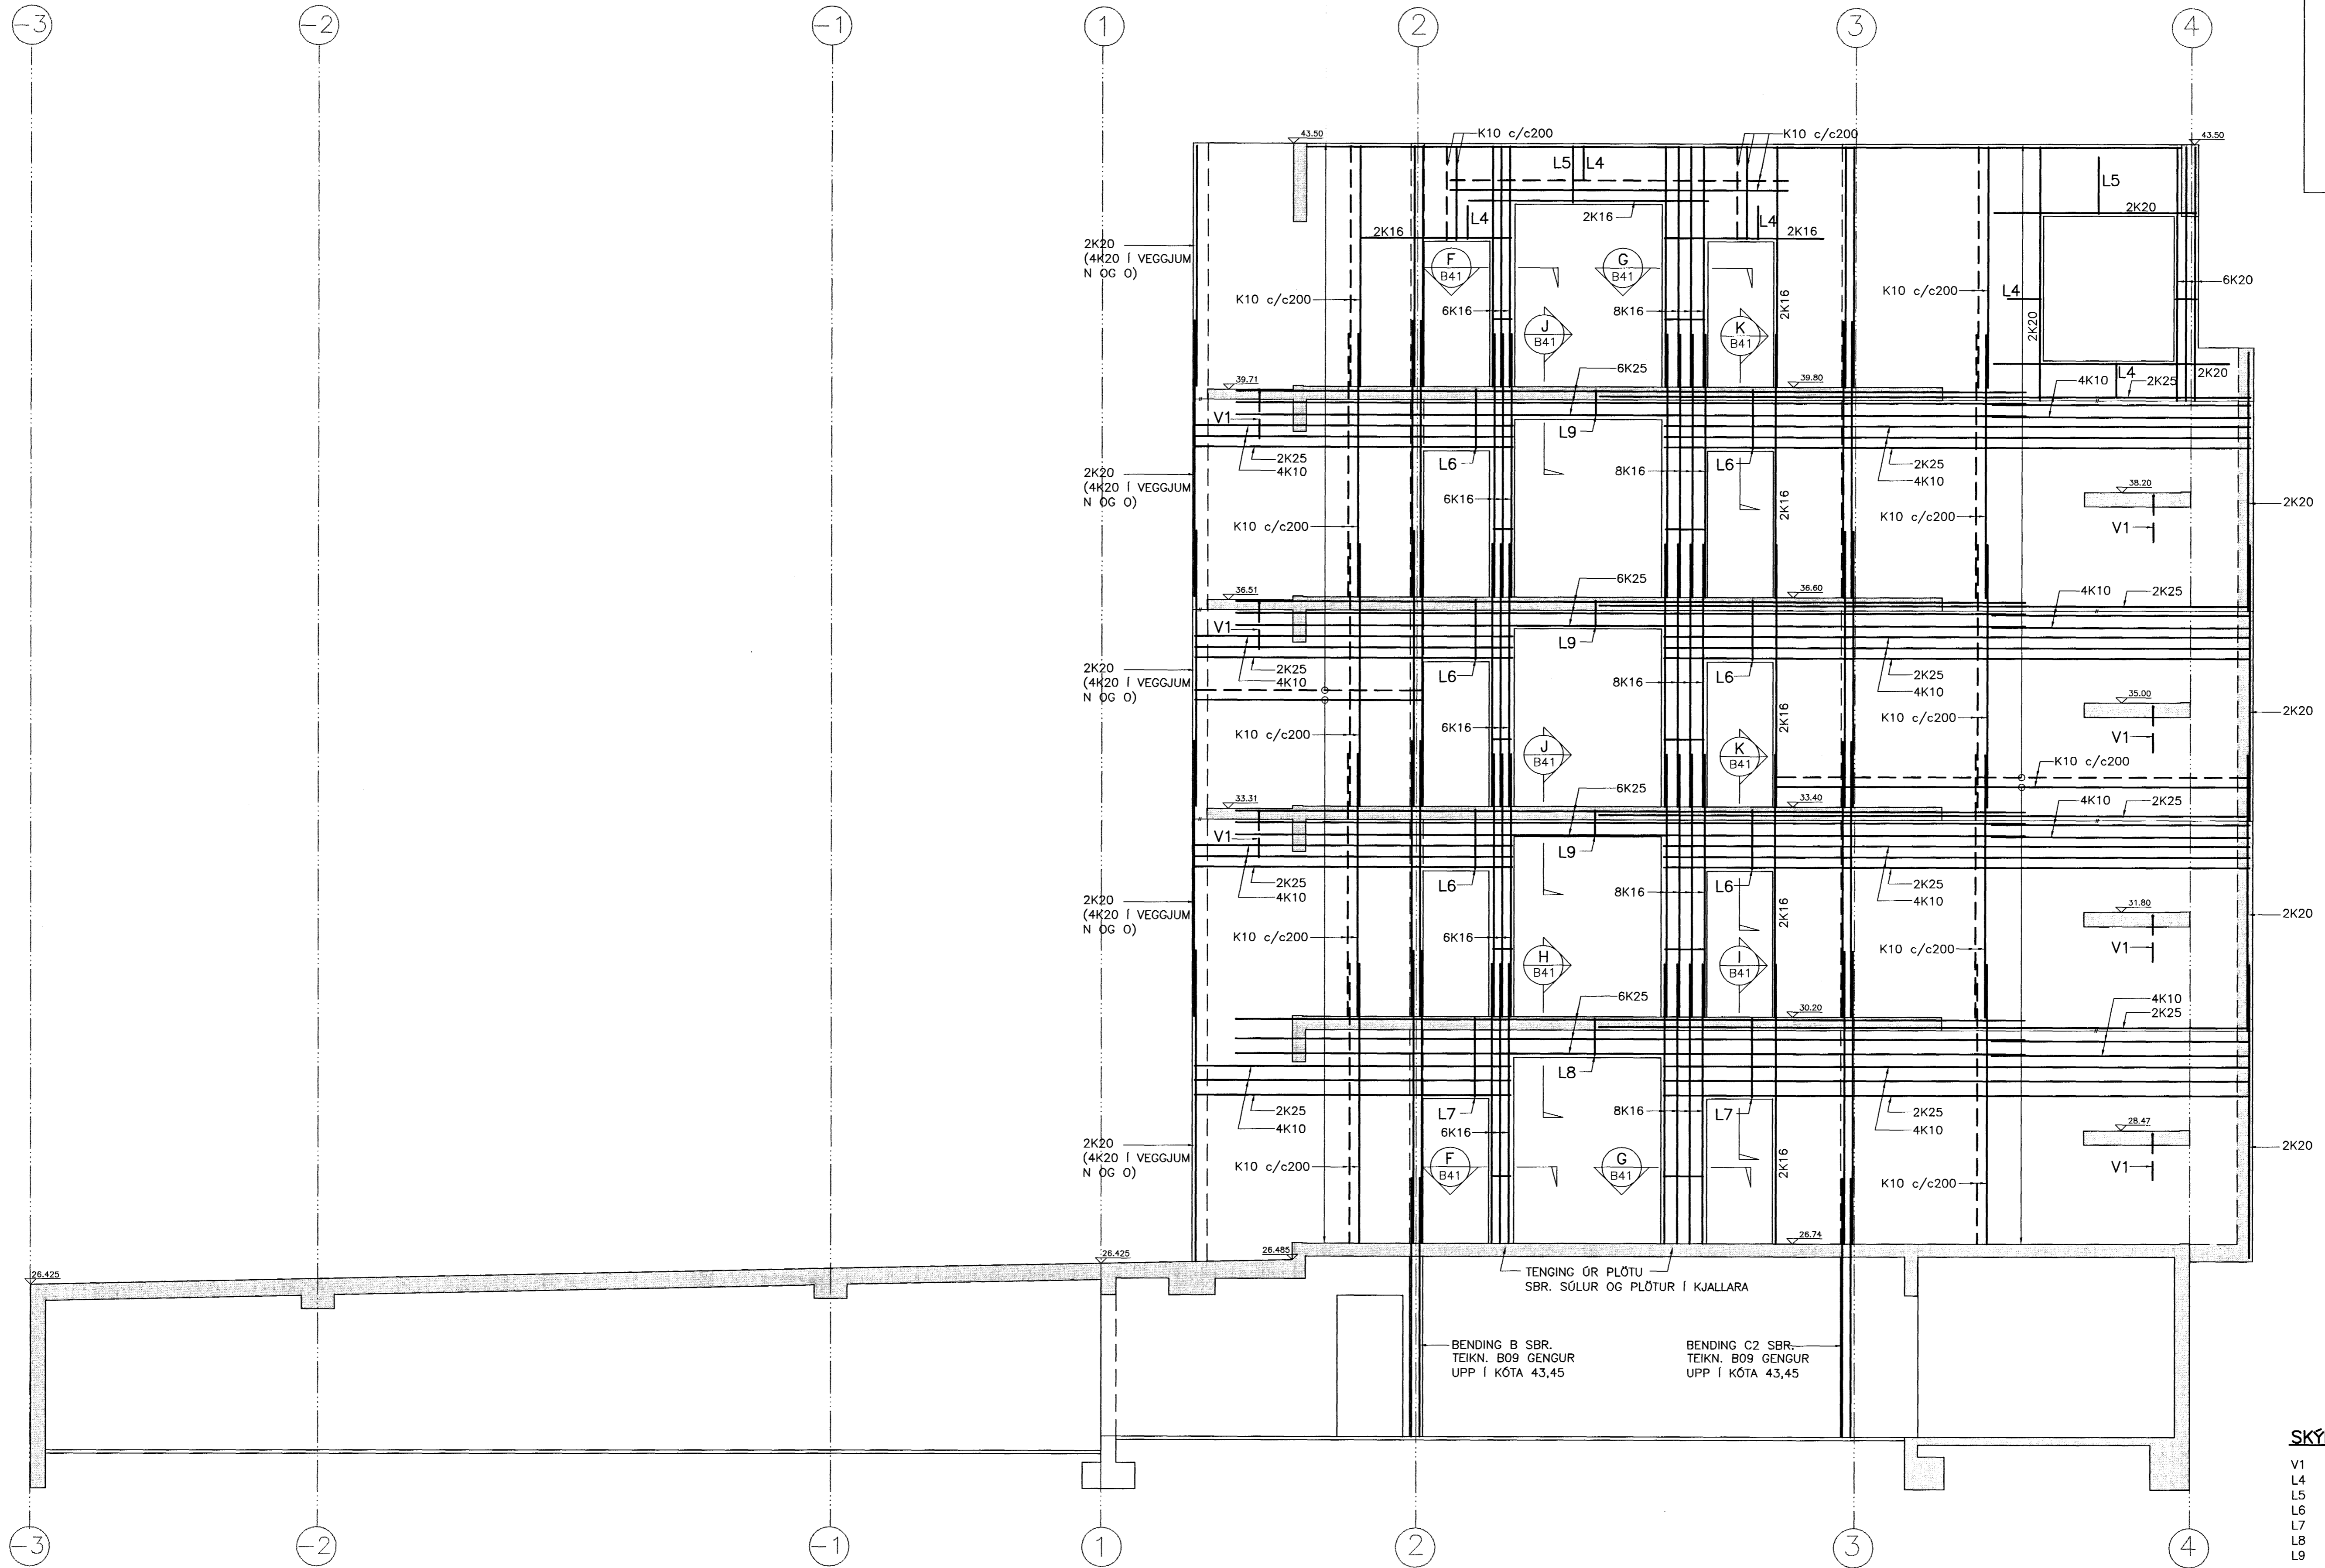 -3
-2
-1
1
2
3
4
43.50
K10 c/c200
K10 c/c200
43.50
L5
L4
L5
2K16
L4
L4
2K20
2K16
2K16
2K20
(4K20 Í VEGGJUM
N OG O)
F
B41
G
B41
K10 c/c200
6K16
8K16
2K16
K10 c/c200
L4
6K20
J
B41
K
B41
2K20
6K25
39.71
39.80
4K10
L4
2K25
2K20
V1
L9
2K25
4K10
L6
8K16
L6
2K25
4K10
2K20
(4K20 Í VEGGJUM
N OG O)
6K16
2K16
38.20
2K20
K10 c/c200
K10 c/c200
V1
6K25
36.51
36.60
4K10
2K25
V1
L9
2K25
4K10
L6
8K16
L6
2K25
4K10
2K20
(4K20 Í VEGGJUM
N OG O)
35.00
2K20
K10 c/c200
6K16
2K16
K10 c/c200
V1
J
B41
K
B41
K10 c/c200
6K25
33.31
33.40
4K10
2K25
V1
L9
2K25
4K10
L6
8K16
L6
2K25
4K10
2K20
(4K20 Í VEGGJUM
N OG O)
31.80
2K20
K10 c/c200
6K16
2K16
K10 c/c200
V1
H
B41
I
B41
6K25
30.20
4K10
2K25
L8
2K25
4K10
L7
8K16
L7
2K25
4K10
6K16
28.47
2K20
(4K20 Í VEGGJUM
N OG O)
2K20
K10 c/c200
F
B41
G
B41
2K16
V1
K10 c/c200
26.425
26.425
26.485
26.74
TENGING ÚR PLÖTU
SBR. SÚLUR OG PLÖTUR Í KJALLARA
BENDING B SBR.
TEIKN. B09 GENGUR
UPP Í KÓTA 43,45
BENDING C2 SBR.
TEIKN. B09 GENGUR
UPP Í KÓTA 43,45
V1
L4
L5
L6
L7
L8
L9
-3
-2
-1
1
2
3
4